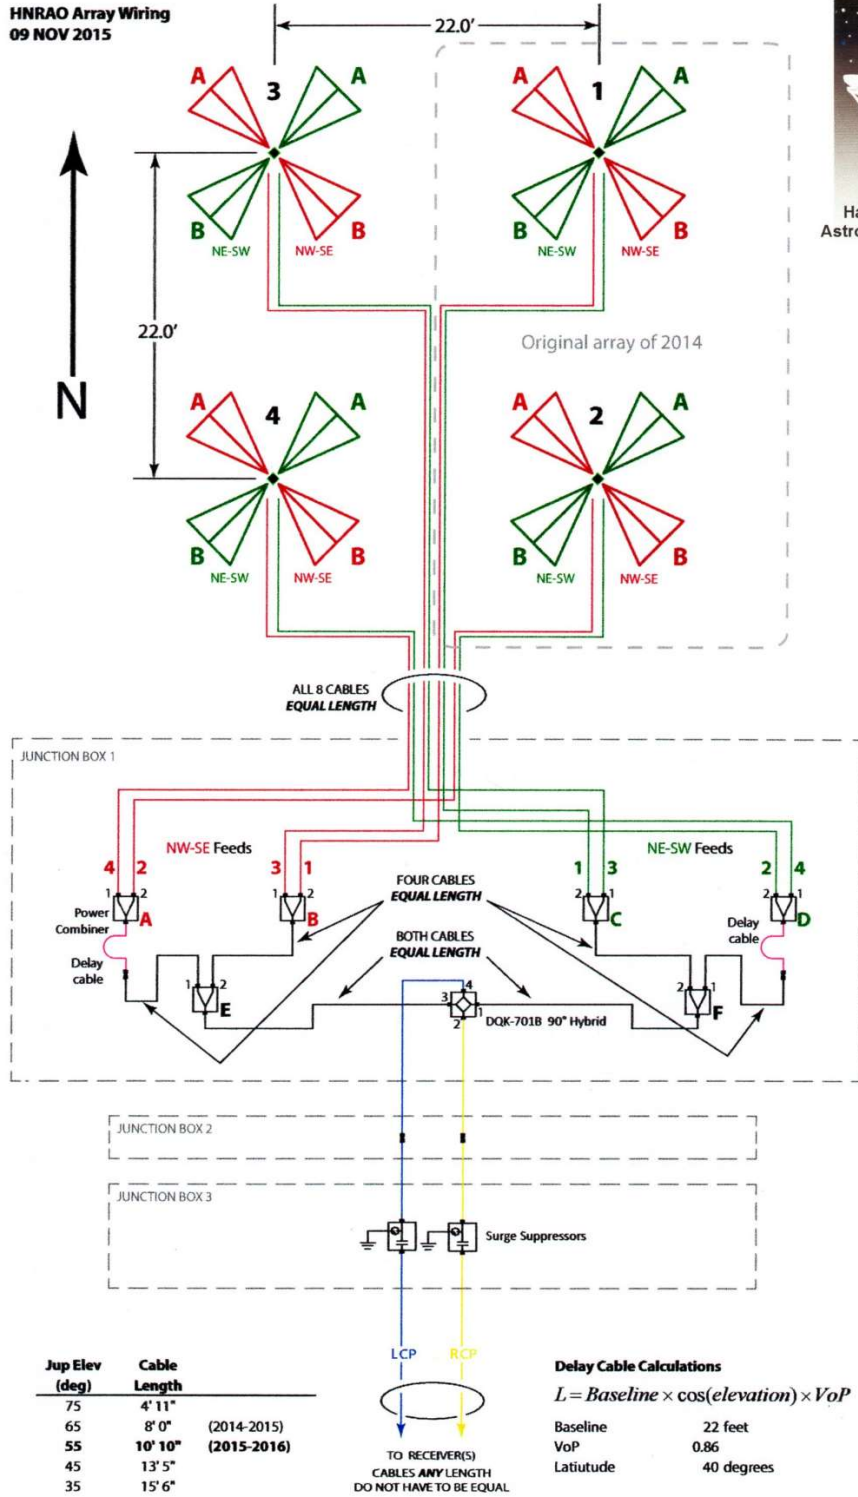 HNRAO Array Wiring
09 NOV 2015
22.0'
A 3 A
A 1 A
B B
NE-SW NW-SE
B B
NE-SW NW-SE
Ha
Astro
22.0'
Original array of 2014
N
A 4 A
A 2 A
B B
NE-SW NW-SE
B B
NE-SW NW-SE
ALL 8 CABLES
EQUAL LENGTH
JUNCTION BOX 1
NW-SE Feeds
NE-SW Feeds
4 2
3 1
1 3
2 4
FOUR CABLES
EQUAL LENGTH
1 2
1 2
2 1
2 1
Power
Combiner
A
B
C
D
Delay
cable
Delay
cable
BOTH CABLES
EQUAL LENGTH
1 2
E
4
3 1
2
DQK-701B 90° Hybrid
2 1
F
JUNCTION BOX 2
JUNCTION BOX 3
Surge Suppressors
LCP RCP
TO RECEIVER(S)
CABLES ANY LENGTH
DO NOT HAVE TO BE EQUAL
Jup Elev Cable
(deg) Length
75 4' 11"
65 8' 0" (2014-2015)
55 10' 10" (2015-2016)
45 13' 5"
35 15' 6"
Delay Cable Calculations
L = Baseline × cos(elevation) × VoP
Baseline 22 feet
VoP 0.86
Latiutude 40 degrees